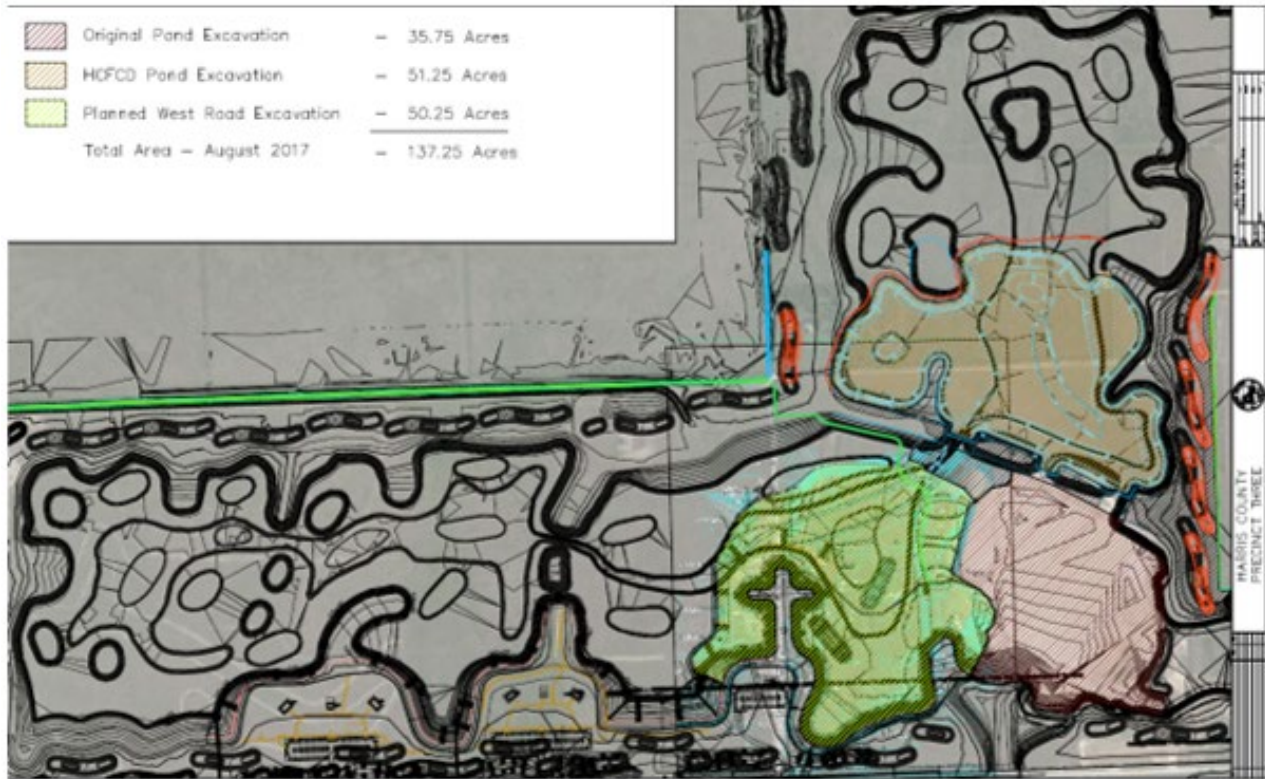 Original Pond Excavation - 35.75 Acres
HCFCD Pond Excavation - 51.25 Acres
Planned West Road Excavation - 50.25 Acres
Total Area - August 2017 - 137.25 Acres
HARRIS COUNTY
PRECINCT THREE